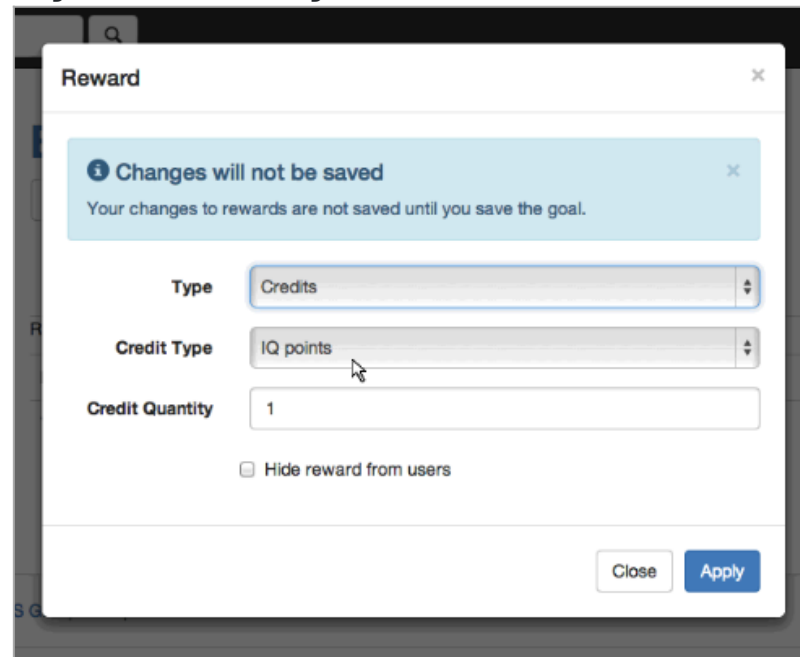 Reward
Changes will not be saved
Your changes to rewards are not saved until you save the goal.
Type Credits
Credit Type IQ points
Credit Quantity 1
Hide reward from users
Close Apply